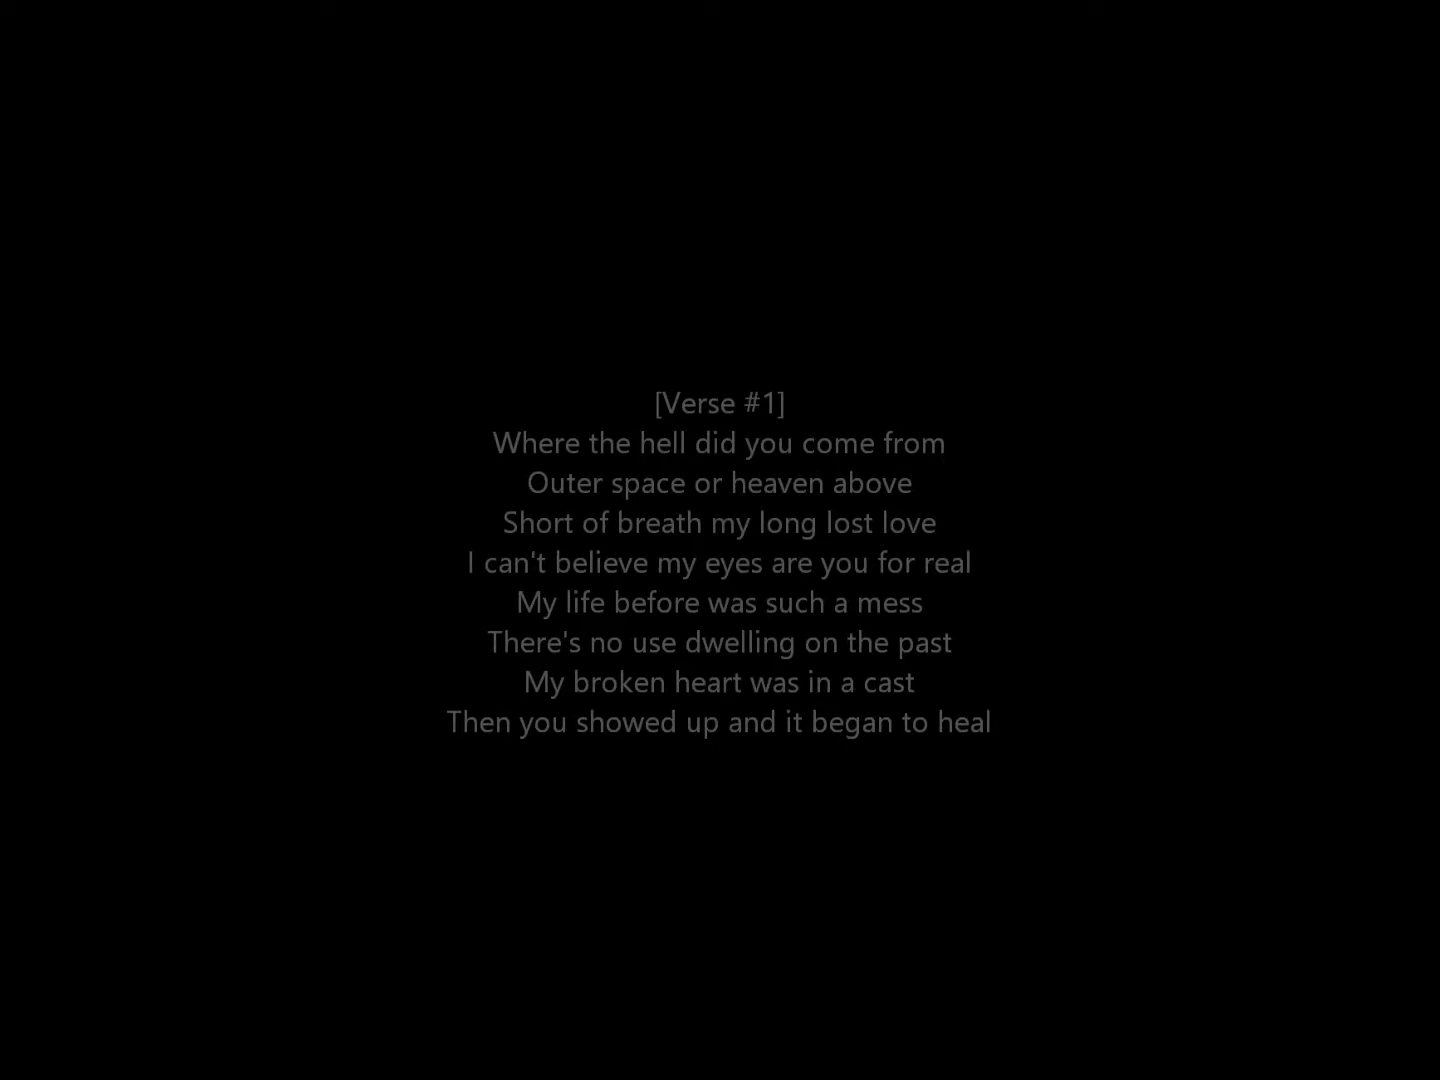 [Verse #1]
Where the hell did you come from
Outer space or heaven above
Short of breath my long lost love
I can't believe my eyes are you for real
My life before was such a mess
There's no use dwelling on the past
My broken heart was in a cast
Then you showed up and it began to heal